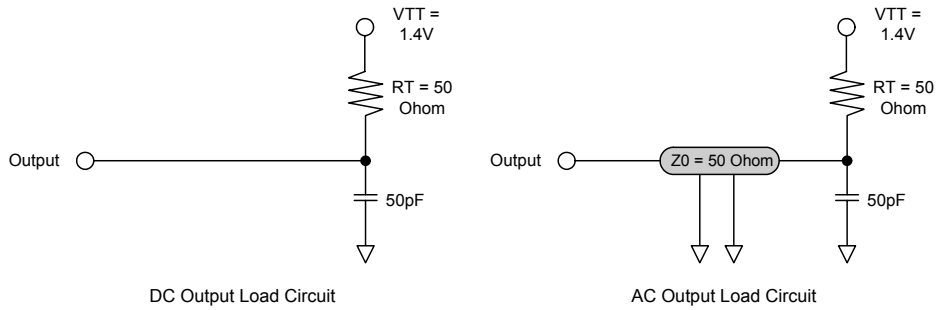 VTT =
1.4V
RT = 50
Ohom
Output
50pF
DC Output Load Circuit
VTT =
1.4V
RT = 50
Ohom
Output
Z0 = 50 Ohom
50pF
AC Output Load Circuit